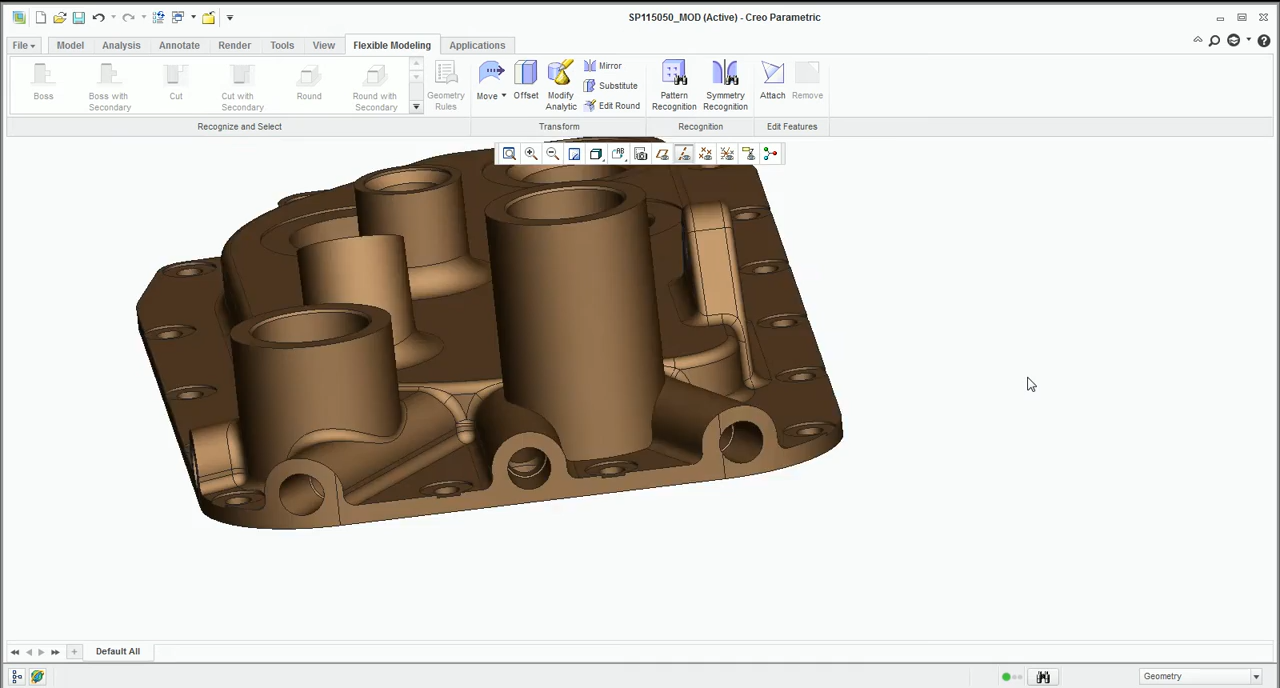 SP115050_MOD (Active) - Creo Parametric
File Model Analysis Annotate Render Tools View Flexible Modeling Applications
Boss
Boss with
Secondary
Cut
Cut with
Secondary
Round
Round with
Secondary
Geometry
Rules
Move
Offset
Modify
Analytic
Mirror
Substitute
Edit Round
Pattern
Recognition
Symmetry
Recognition
Attach
Remove
Recognize and Select Transform Recognition Edit Features
Default All
Geometry